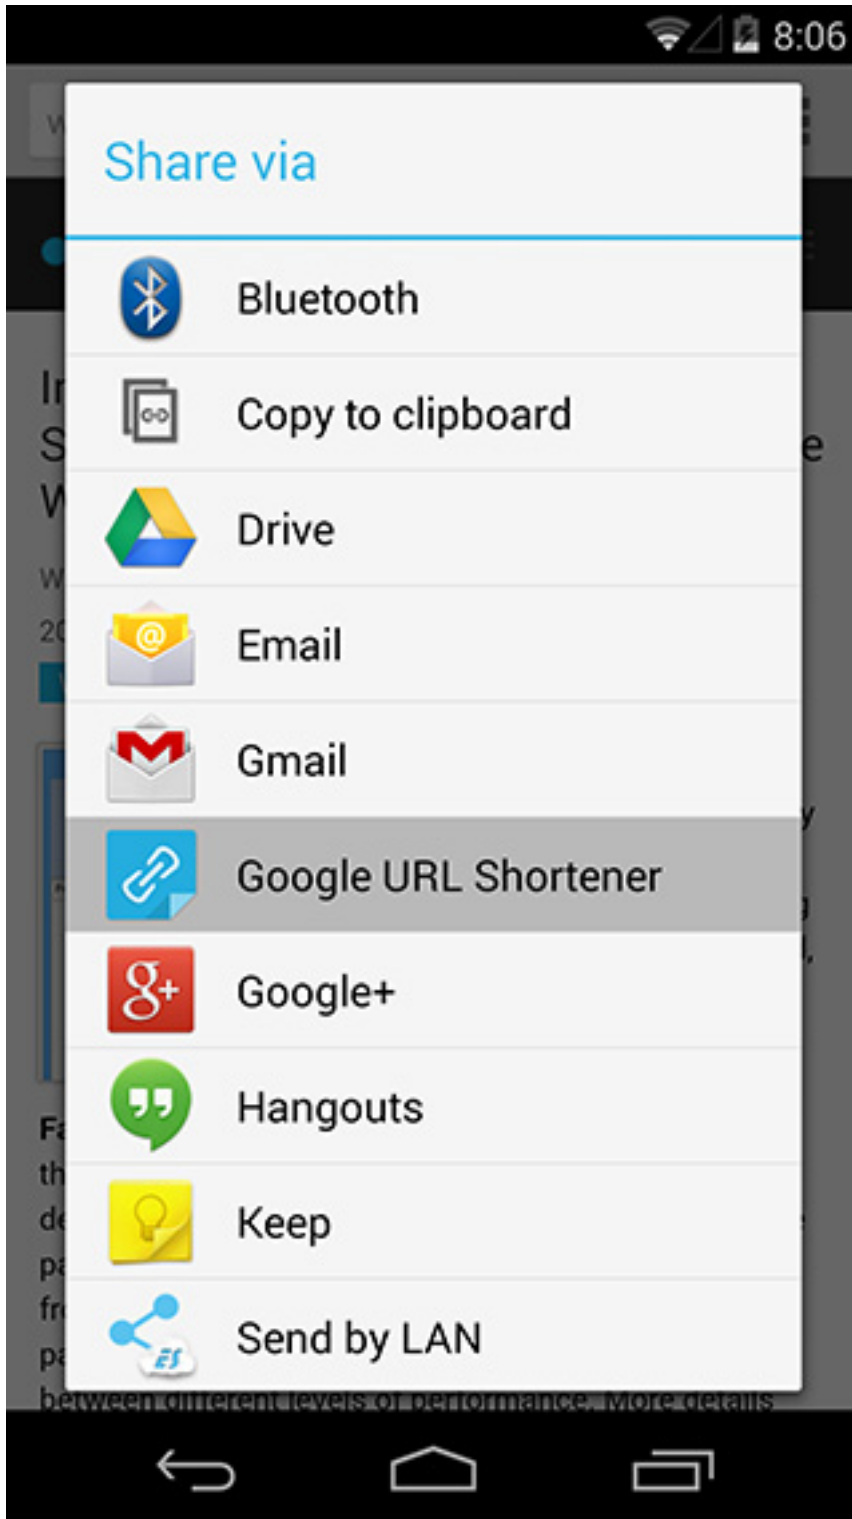 8:06
Share via
Bluetooth
Copy to clipboard
Drive
Email
Gmail
Google URL Shortener
Google+
Hangouts
Keep
Send by LAN
between different levels of performance. More details